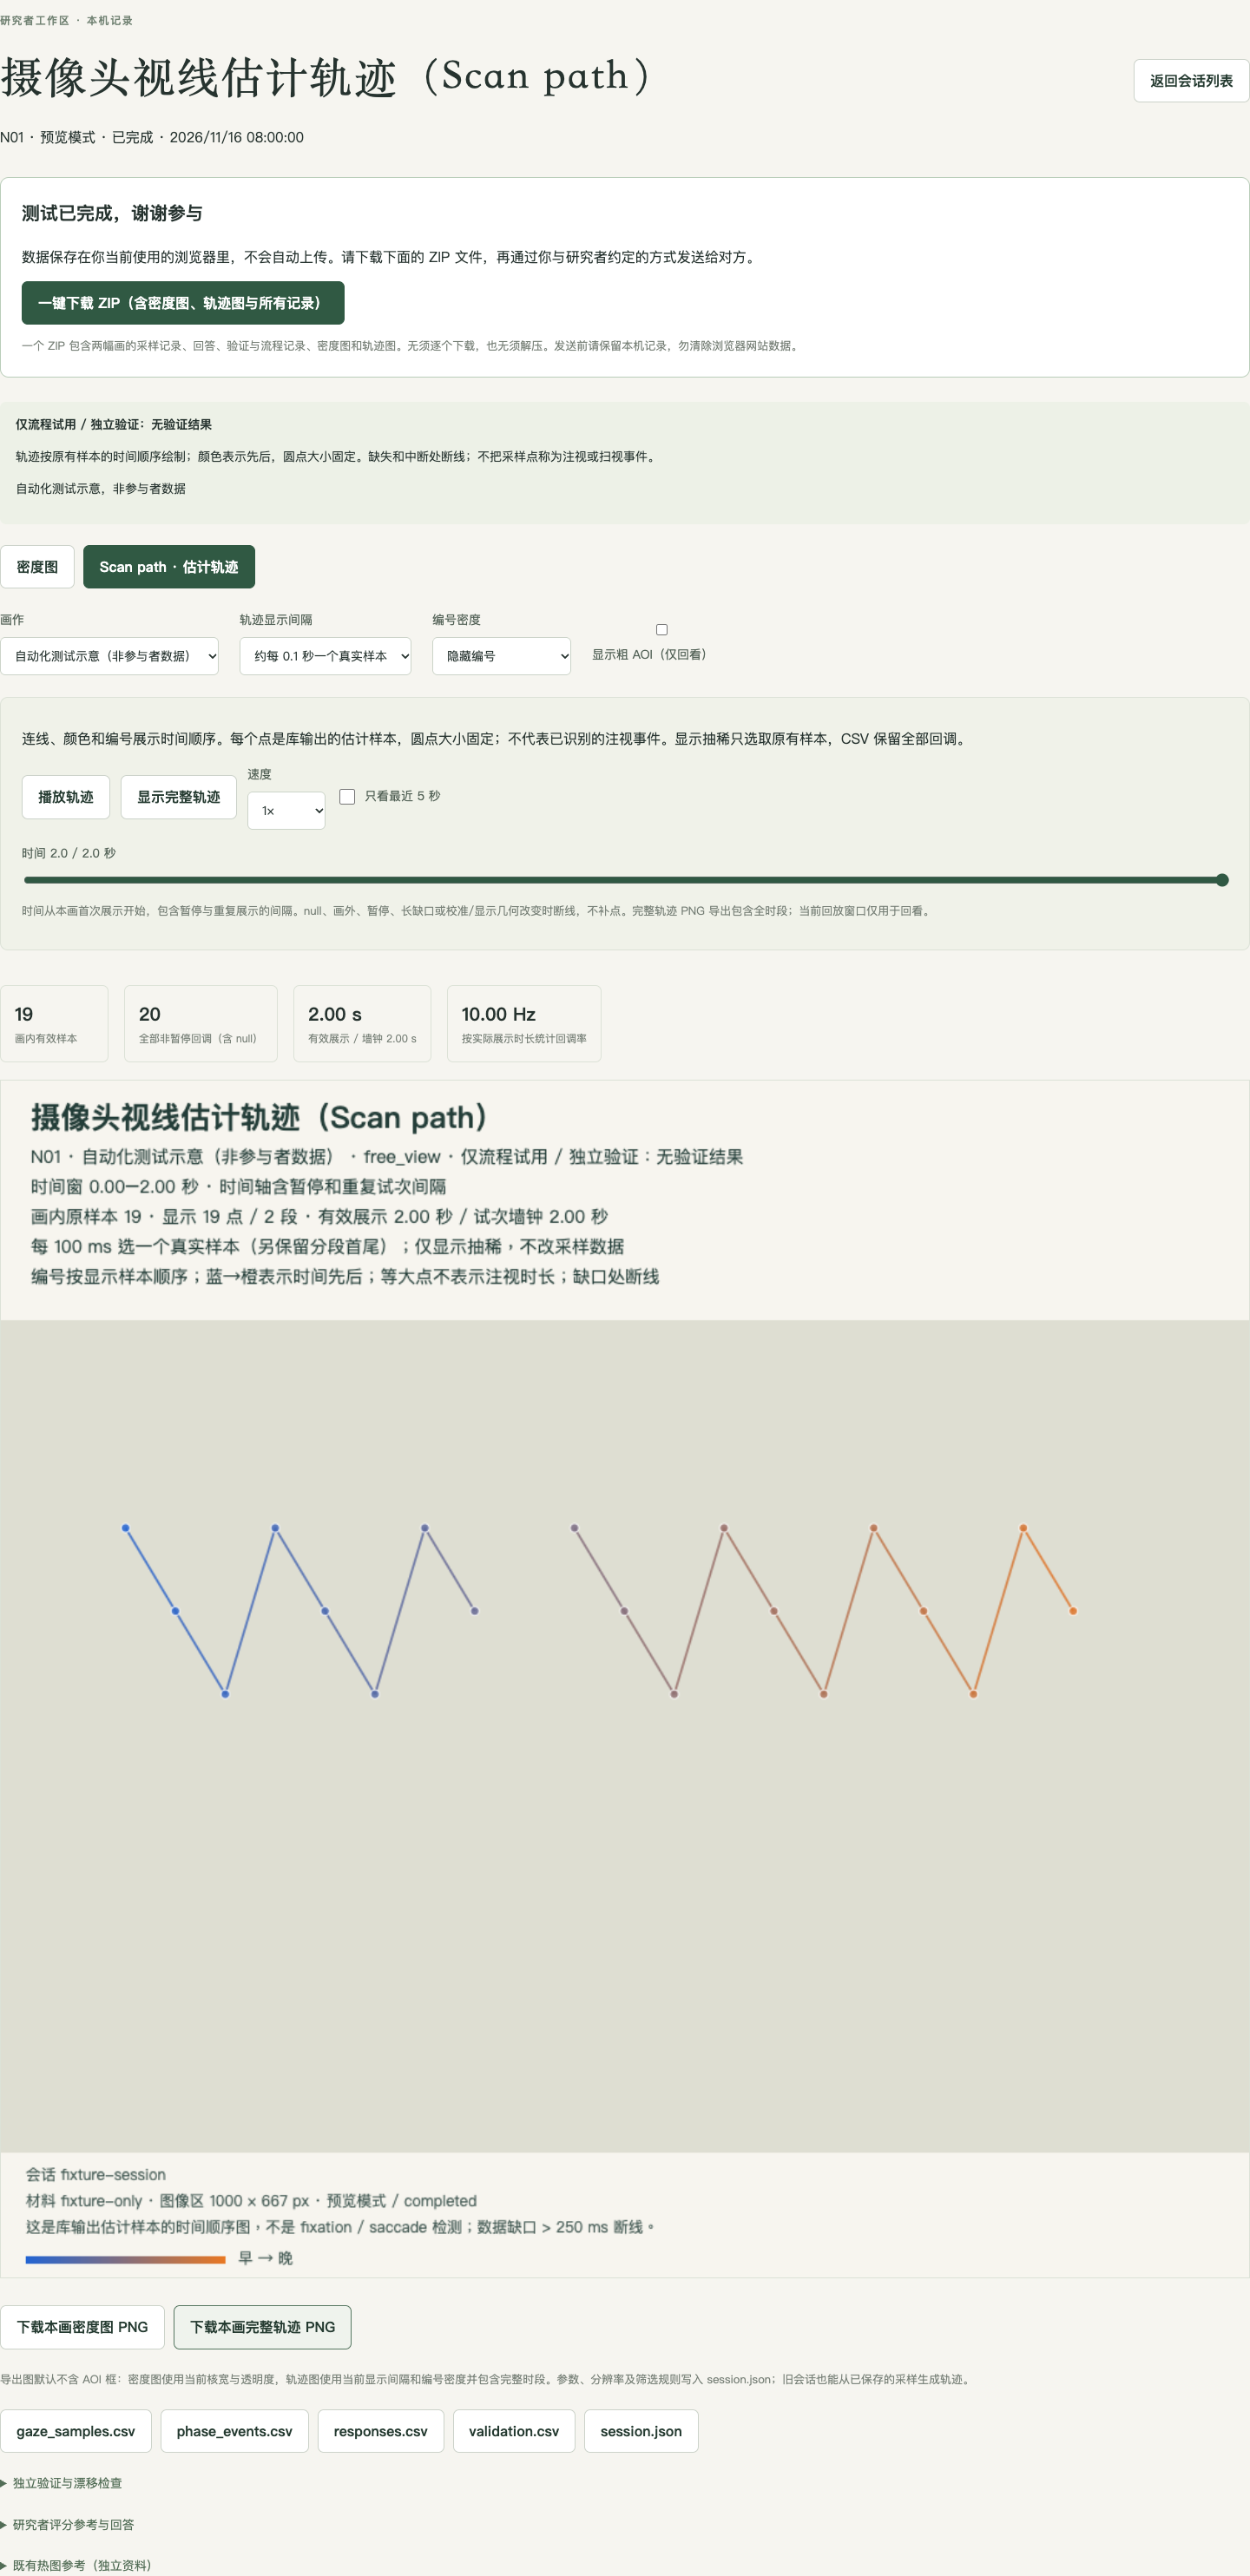 研究者工作区 · 本机记录
摄像头视线估计轨迹（Scan path）
返回会话列表
N01 · 预览模式 · 已完成 · 2026/11/16 08:00:00
测试已完成，谢谢参与
数据保存在你当前使用的浏览器里，不会自动上传。请下载下面的 ZIP 文件，再通过你与研究者约定的方式发送给对方。
一键下载 ZIP（含密度图、轨迹图与所有记录）
一个 ZIP 包含两幅画的采样记录、回答、验证与流程记录、密度图和轨迹图。无须逐个下载，也无须解压。发送前请保留本机记录，勿清除浏览器网站数据。
仅流程试用 / 独立验证：无验证结果
轨迹按原有样本的时间顺序绘制；颜色表示先后，圆点大小固定。缺失和中断处断线；不把采样点称为注视或扫视事件。
自动化测试示意，非参与者数据
密度图
Scan path · 估计轨迹
画作
轨迹显示间隔
编号密度
自动化测试示意（非参与者数据）
约每 0.1 秒一个真实样本
隐藏编号
显示粗 AOI（仅回看）
连线、颜色和编号展示时间顺序。每个点是库输出的估计样本，圆点大小固定；不代表已识别的注视事件。显示抽稀只选取原有样本，CSV 保留全部回调。
播放轨迹
显示完整轨迹
速度
1×
只看最近 5 秒
时间 2.0 / 2.0 秒
时间从本画首次展示开始，包含暂停与重复展示的间隔。null、画外、暂停、长缺口或校准/显示几何改变时断线，不补点。完整轨迹 PNG 导出包含全时段；当前回放窗口仅用于回看。
19
画内有效样本
20
全部非暂停回调（含 null）
2.00 s
有效展示 / 墙钟 2.00 s
10.00 Hz
按实际展示时长统计回调率
摄像头视线估计轨迹（Scan path）
N01 · 自动化测试示意（非参与者数据） · free_view · 仅流程试用 / 独立验证：无验证结果
时间窗 0.00–2.00 秒 · 时间轴含暂停和重复试次间隔
画内原样本 19 · 显示 19 点 / 2 段 · 有效展示 2.00 秒 / 试次墙钟 2.00 秒
每 100 ms 选一个真实样本（另保留分段首尾）；仅显示抽稀，不改采样数据
编号按显示样本顺序；蓝→橙表示时间先后；等大点不表示注视时长；缺口处断线
会话 fixture-session
材料 fixture-only · 图像区 1000 × 667 px · 预览模式 / completed
这是库输出估计样本的时间顺序图，不是 fixation / saccade 检测；数据缺口 > 250 ms 断线。
早 → 晚
下载本画密度图 PNG
下载本画完整轨迹 PNG
导出图默认不含 AOI 框：密度图使用当前核宽与透明度，轨迹图使用当前显示间隔和编号密度并包含完整时段。参数、分辨率及筛选规则写入 session.json；旧会话也能从已保存的采样生成轨迹。
gaze_samples.csv
phase_events.csv
responses.csv
validation.csv
session.json
独立验证与漂移检查
研究者评分参考与回答
既有热图参考（独立资料）